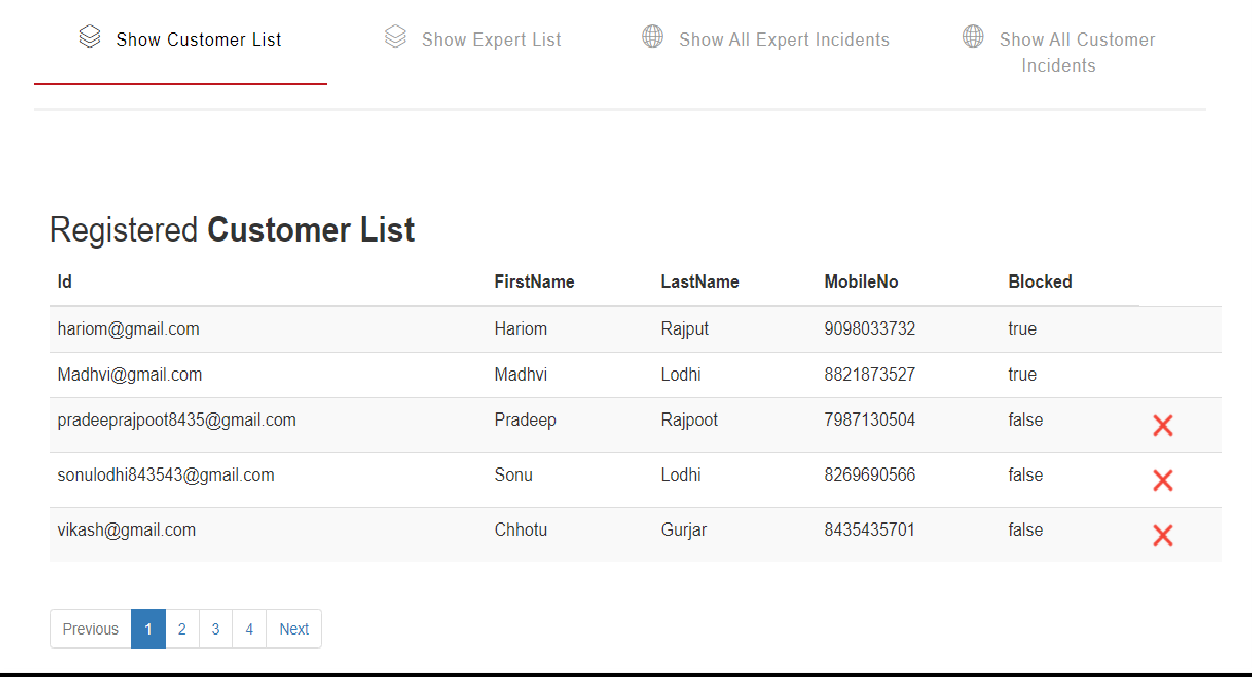 Show Customer List
Show Expert List
Show All Expert Incidents
Show All Customer
Incidents
Registered Customer List
Id FirstName LastName MobileNo Blocked
hariom@gmail.com Hariom Rajput 9098033732 true
Madhvi@gmail.com Madhvi Lodhi 8821873527 true
pradeeprajpoot8435@gmail.com Pradeep Rajpoot 7987130504 false
sonulodhi843543@gmail.com Sonu Lodhi 8269690566 false
vikash@gmail.com Chhotu Gurjar 8435435701 false
Previous 1 2 3 4 Next